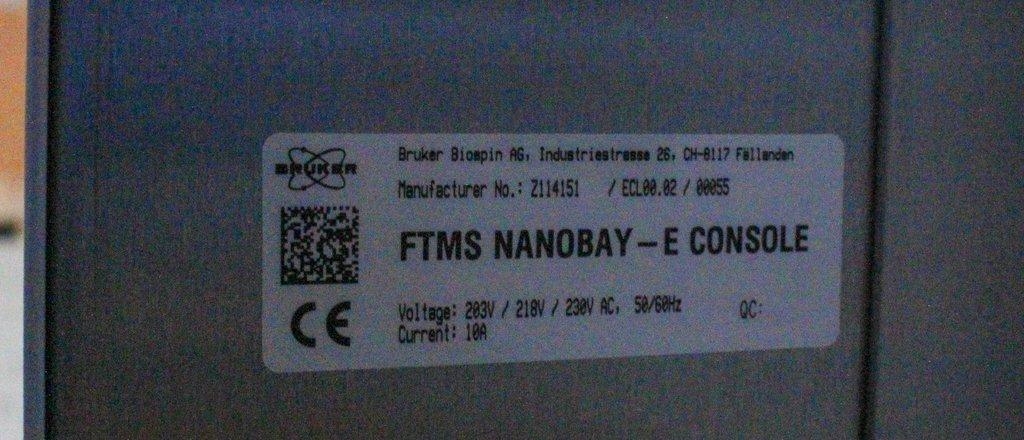 BRUKER
Bruker Biospin AG, Industriestrasse 26, CH-8117 Fällanden
Manufacturer No.: Z114151 / ECL00.02 / 00055
FTMS NANOBAY – E CONSOLE
CE
Voltage: 203V / 218V / 230V AC, 50/60Hz QC:
Current: 10A